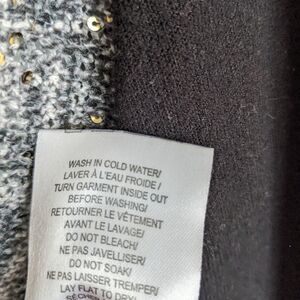 WASH IN COLD WATER/
LAVER À L'EAU FROIDE /
TURN GARMENT INSIDE OUT
BEFORE WASHING/
RETOURNER LE VÊTEMENT
AVANT LE LAVAGE/
DO NOT BLEACH/
NE PAS JAVELLISER/
DO NOT SOAK/
NE PAS LAISSER TREMPER/
LAY FLAT TO DRY/